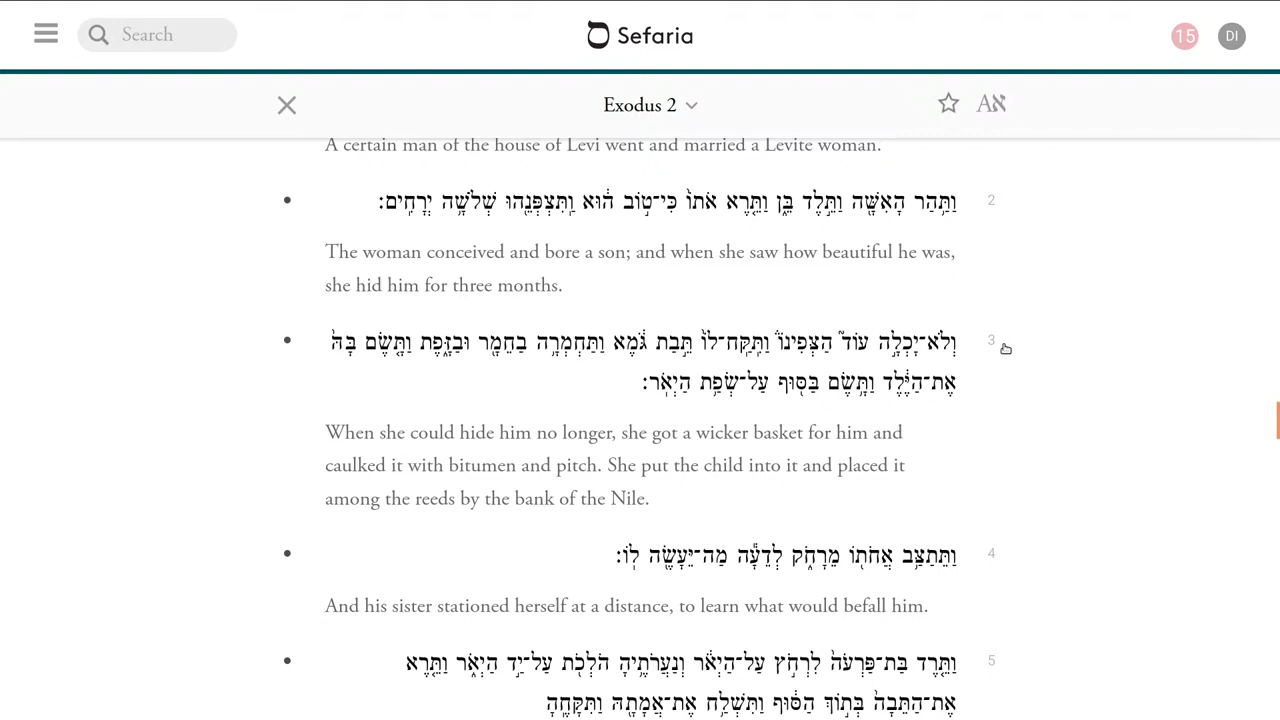 Search
Sefaria
15
DI
Exodus 2
A certain man of the house of Levi went and married a Levite woman.
2
וַתַּ֥הַר הָאִשָּׁ֖ה וַתֵּ֣לֶד בֵּ֑ן וַתֵּ֤רֶא אֹתוֹ֙ כִּי־ט֣וֹב ה֔וּא וַֽתִּצְפְּנֵ֖הוּ שְׁלֹשָׁ֥ה יְרָחִֽים׃
The woman conceived and bore a son; and when she saw how beautiful he was,
she hid him for three months.
3
וְלֹא־יָכְלָ֣ה עוֹד֮ הַצְּפִינוֹ֒ וַתִּֽקַּֽח־לוֹ֙ תֵּ֣בַת גֹּ֔מֶא וַתַּחְמְרָ֥ה בַחֵמָ֖ר וּבַזָּ֑פֶת וַתָּ֤שֶׂם בָּהּ֙
אֶת־הַיֶּ֔לֶד וַתָּ֥שֶׂם בַּסּ֖וּף עַל־שְׂפַ֥ת הַיְאֹֽר׃
When she could hide him no longer, she got a wicker basket for him and
caulked it with bitumen and pitch. She put the child into it and placed it
among the reeds by the bank of the Nile.
4
וַתֵּתַצַּ֥ב אֲחֹת֖וֹ מֵרָחֹ֑ק לְדֵעָ֕ה מַה־יֵּעָשֶׂ֖ה לֽוֹ׃
And his sister stationed herself at a distance, to learn what would befall him.
5
וַתֵּ֤רֶד בַּת־פַּרְעֹה֙ לִרְחֹ֣ץ עַל־הַיְאֹ֔ר וְנַעֲרֹתֶ֥יהָ הֹלְכֹ֖ת עַל־יַ֣ד הַיְאֹ֑ר וַתֵּ֤רֶא
אֶת־הַתֵּבָה֙ בְּת֣וֹךְ הַסּ֔וּף וַתִּשְׁלַ֥ח אֶת־אֲמָתָ֖הּ וַתִּקָּחֶֽהָ